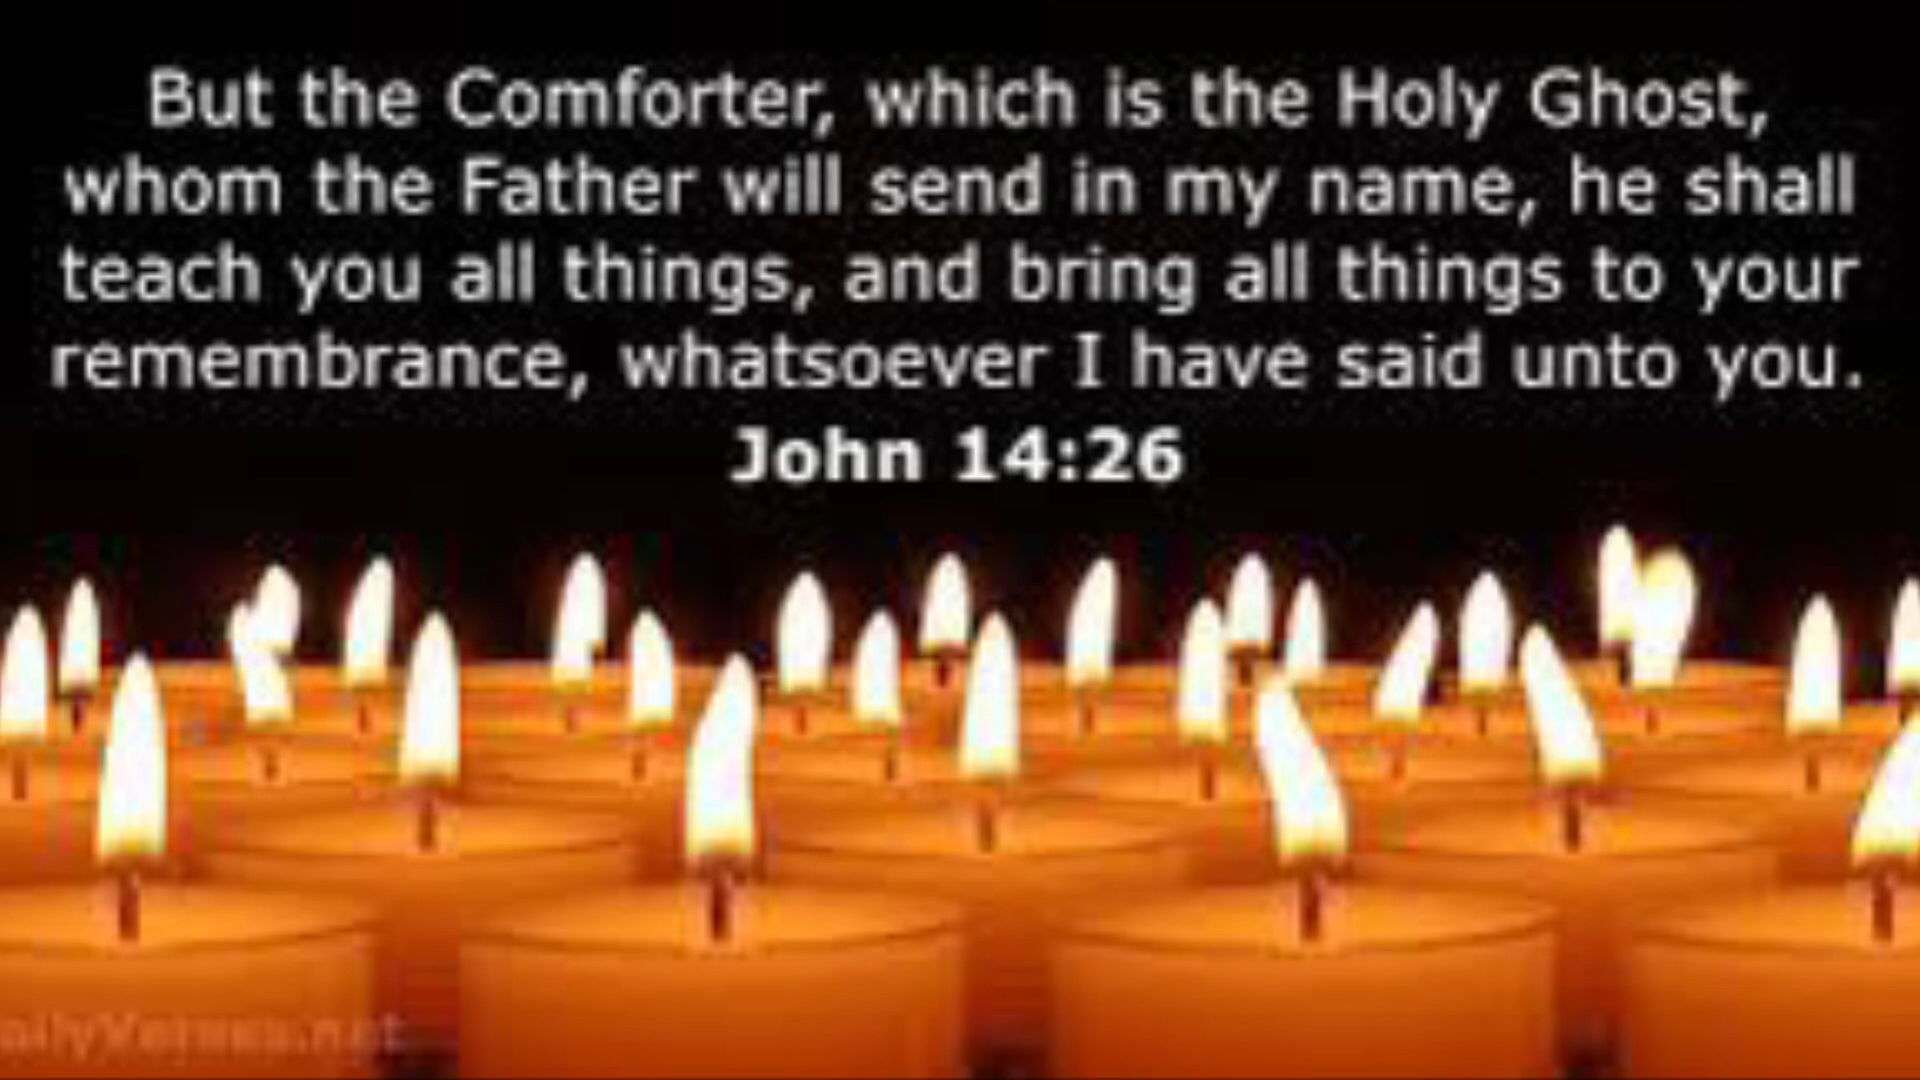 But the Comforter, which is the Holy Ghost,
whom the Father will send in my name, he shall
teach you all things, and bring all things to your
remembrance, whatsoever I have said unto you.
John 14:26